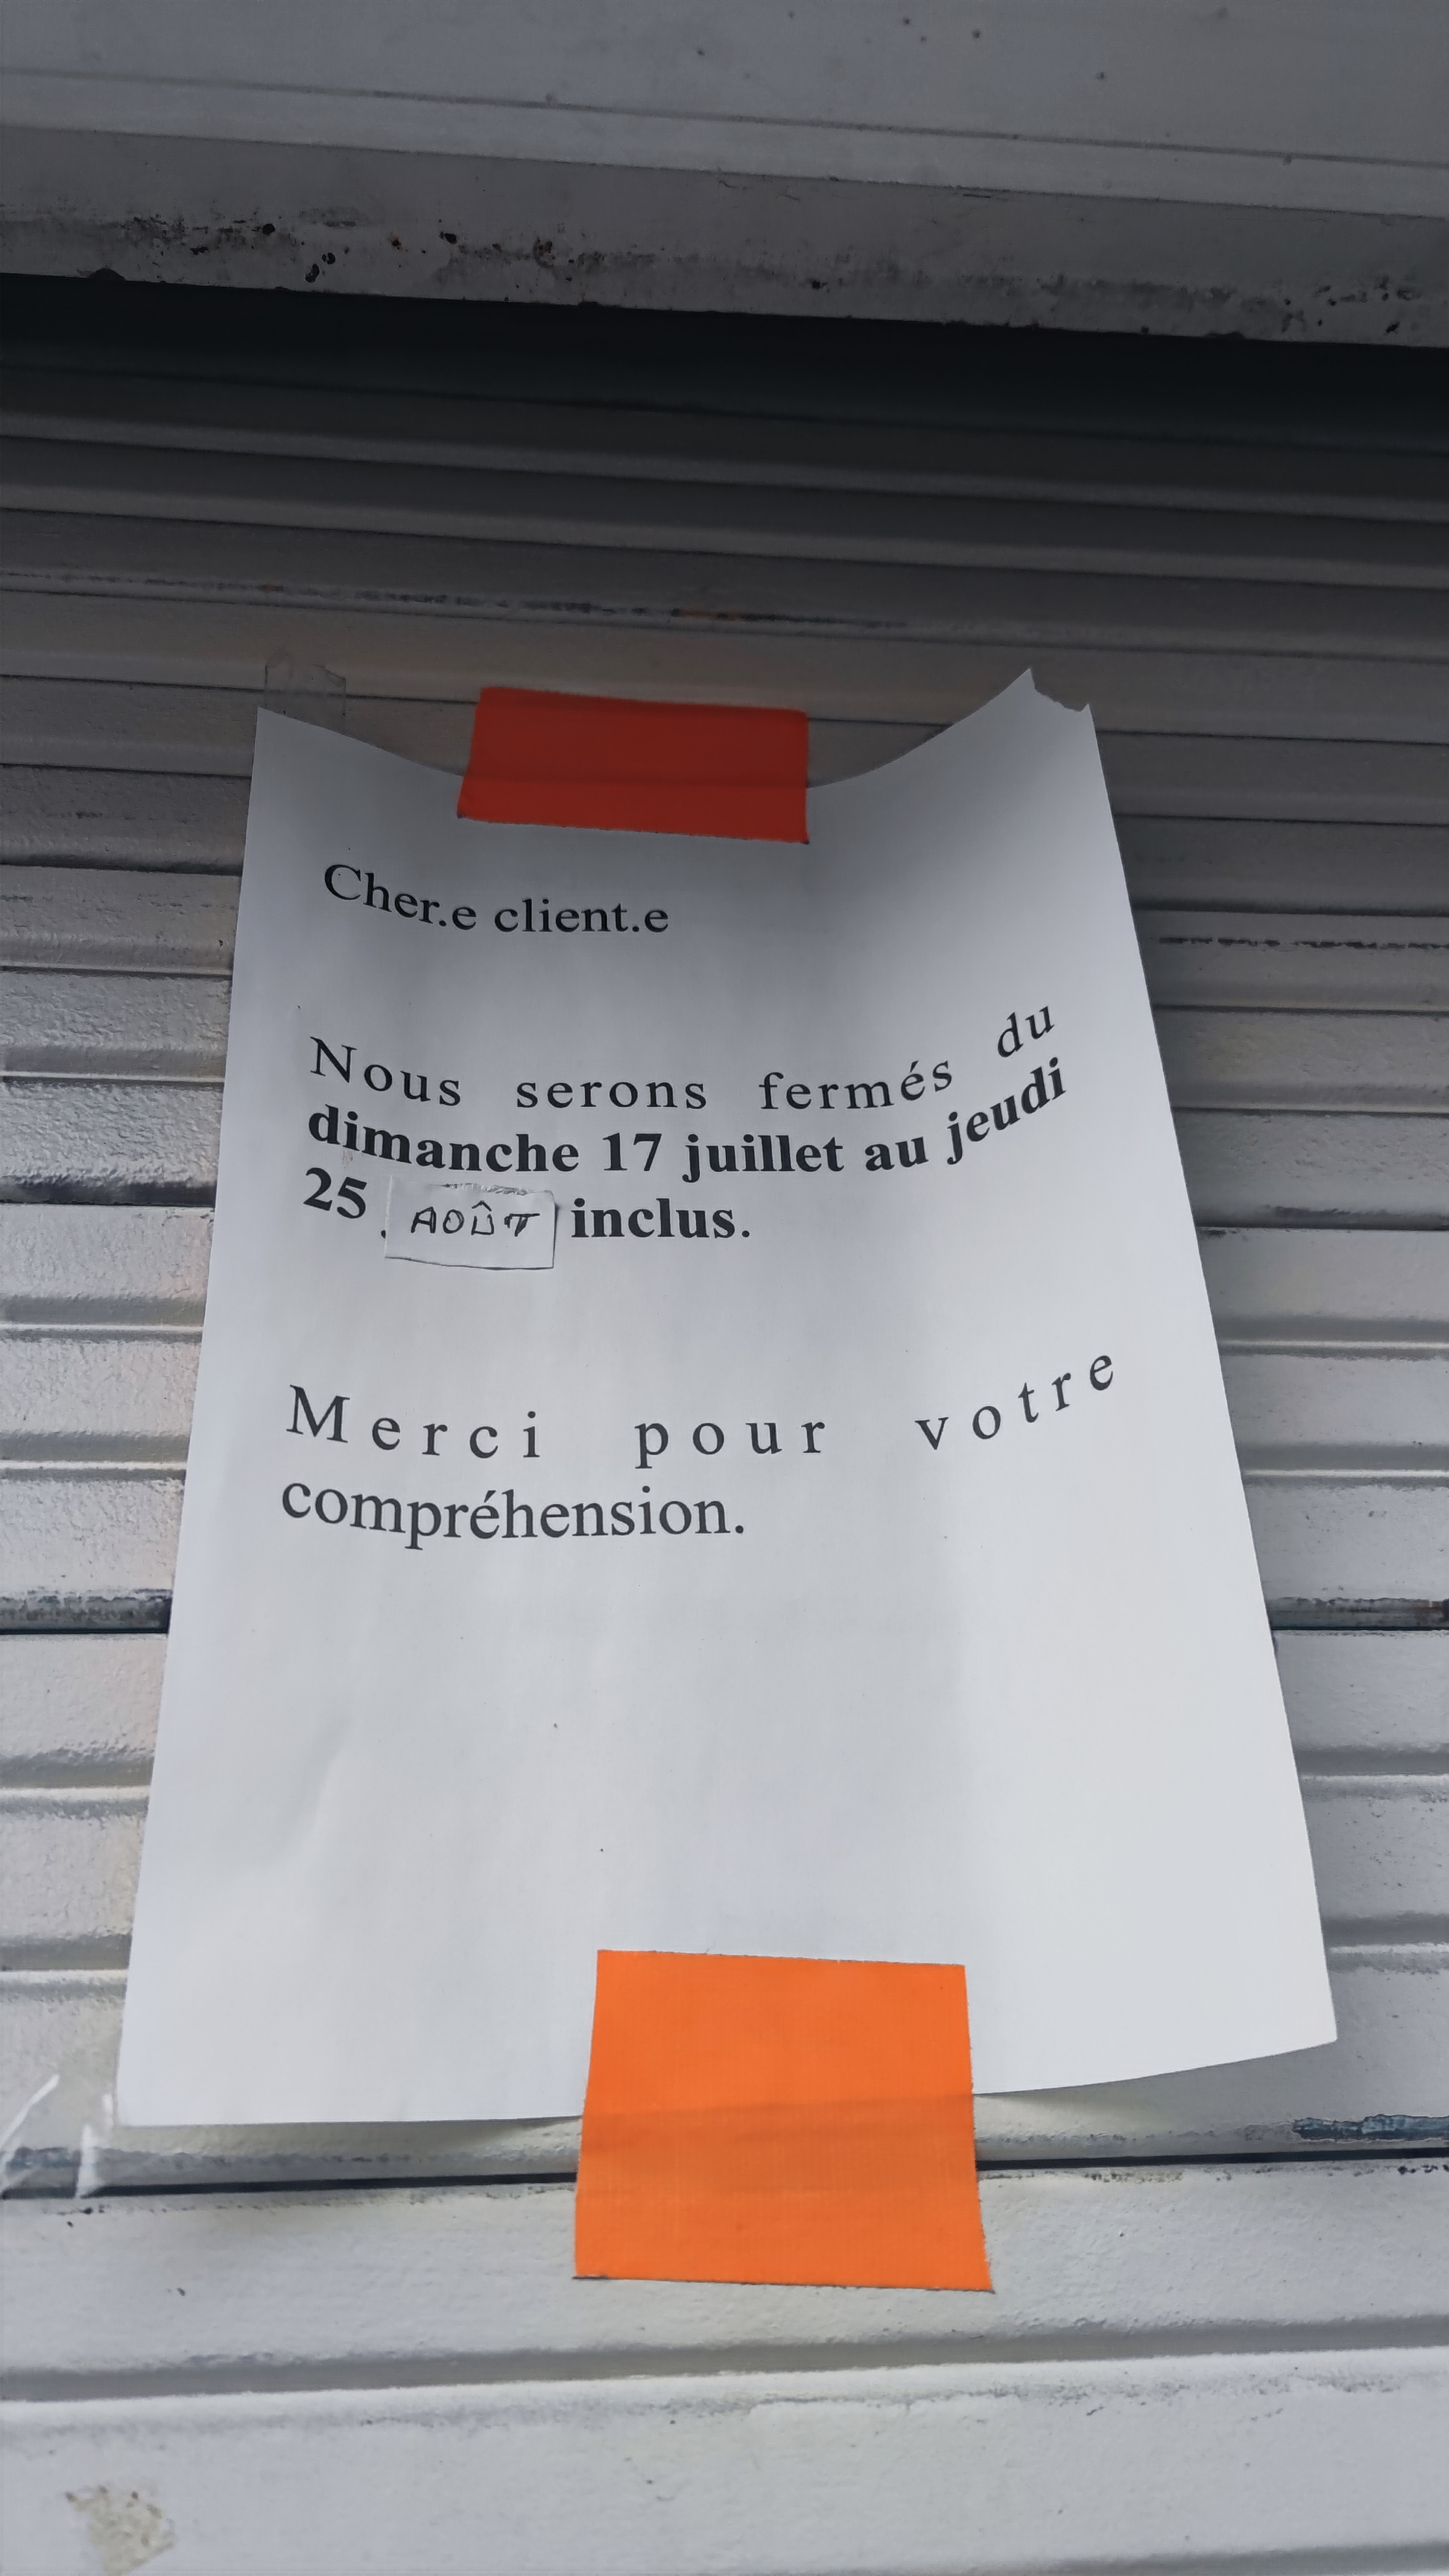 Cher.e client.e
Nous serons fermés du
dimanche 17 juillet au jeudi
25 AOÛT inclus.
Merci pour votre
compréhension.